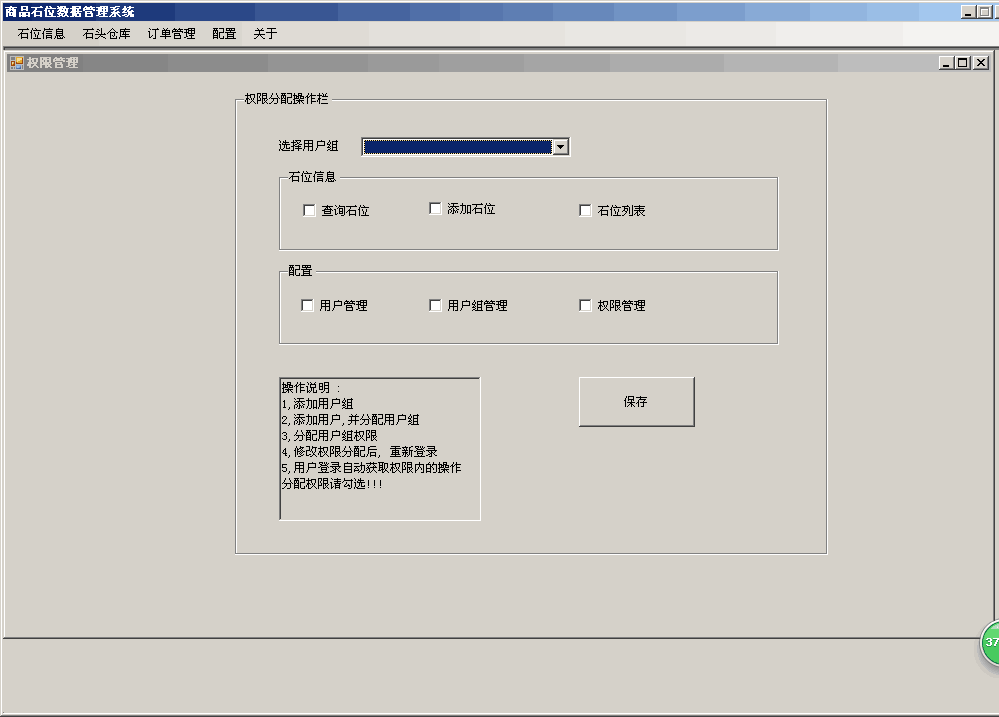 商品石位数据管理系统
石位信息 石头仓库 订单管理 配置 关于
权限管理
权限分配操作栏
选择用户组
石位信息
查询石位 添加石位 石位列表
配置
用户管理 用户组管理 权限管理
操作说明 :
1,添加用户组
2,添加用户,并分配用户组
3,分配用户组权限
4,修改权限分配后, 重新登录
5,用户登录自动获取权限内的操作
分配权限请勾选!!!
保存
37